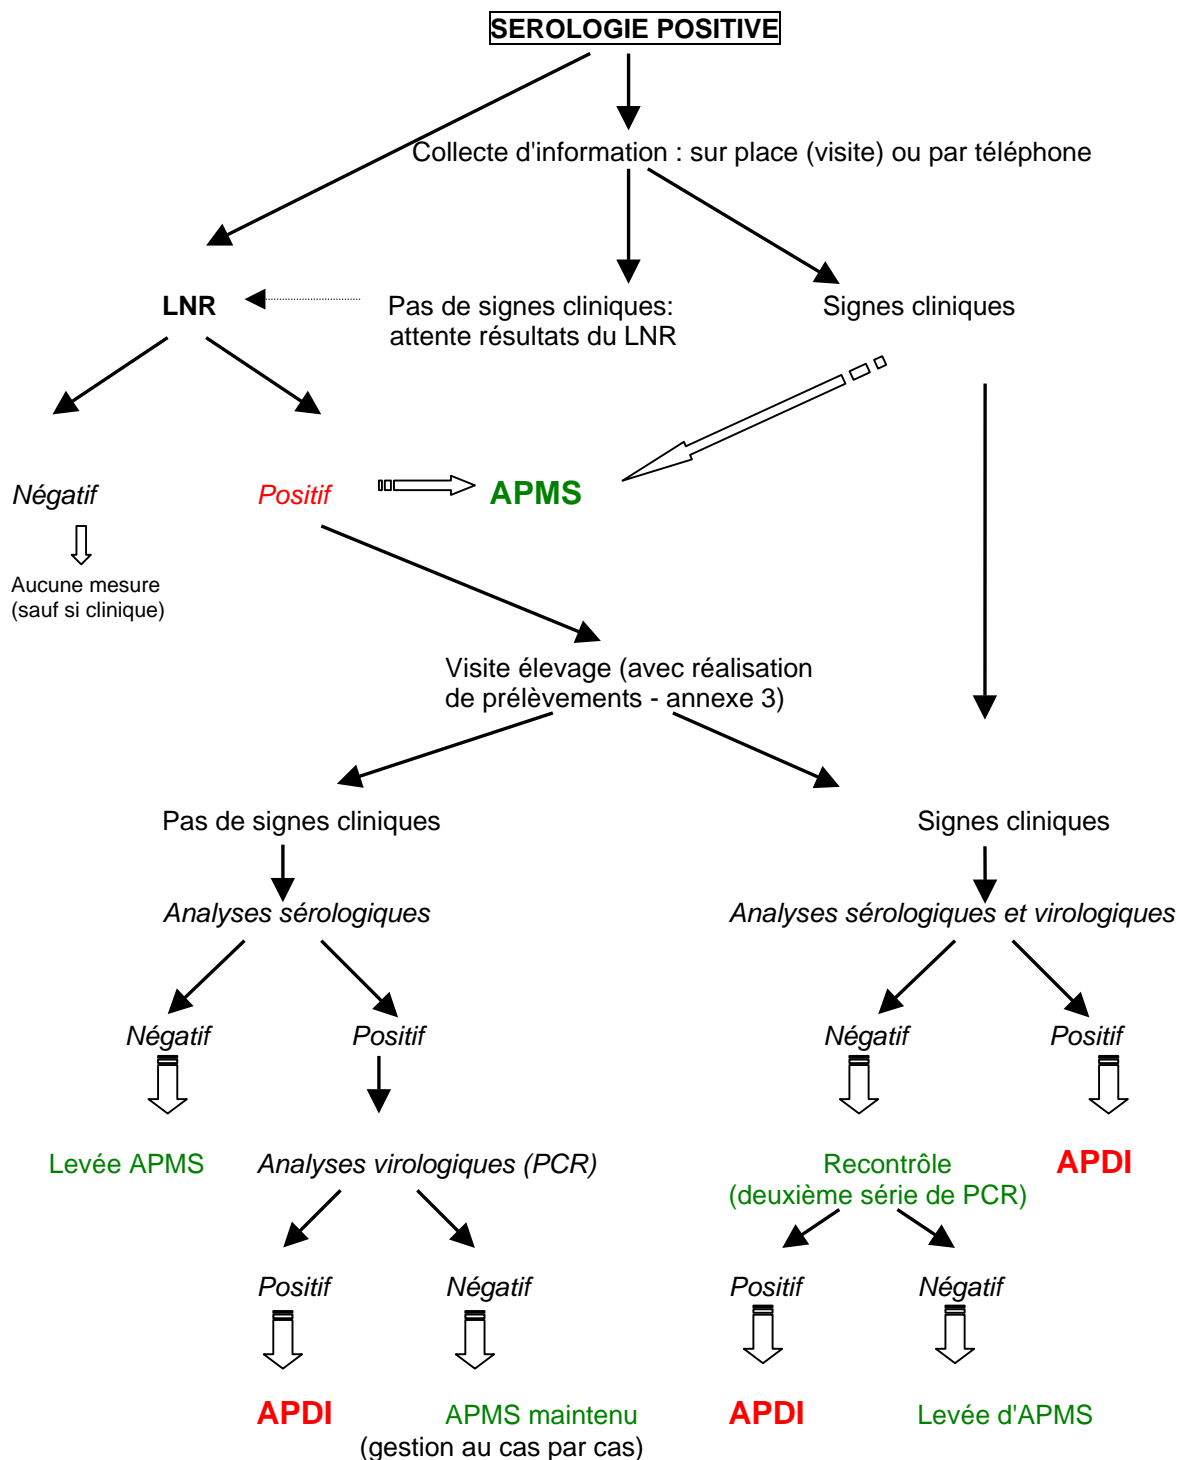 SEROLOGIE POSITIVE
Collecte d'information : sur place (visite) ou par téléphone
LNR
Pas de signes cliniques:
attente résultats du LNR
Signes cliniques
Négatif
Positif
APMS
Aucune mesure
(sauf si clinique)
Visite élevage (avec réalisation
de prélèvements - annexe 3)
Pas de signes cliniques
Signes cliniques
Analyses sérologiques
Analyses sérologiques et virologiques
Négatif
Positif
Négatif
Positif
Levée APMS
Analyses virologiques (PCR)
Recontrôle
(deuxième série de PCR)
APDI
Positif
Négatif
Positif
Négatif
APDI
APMS maintenu
(gestion au cas par cas)
APDI
Levée d'APMS